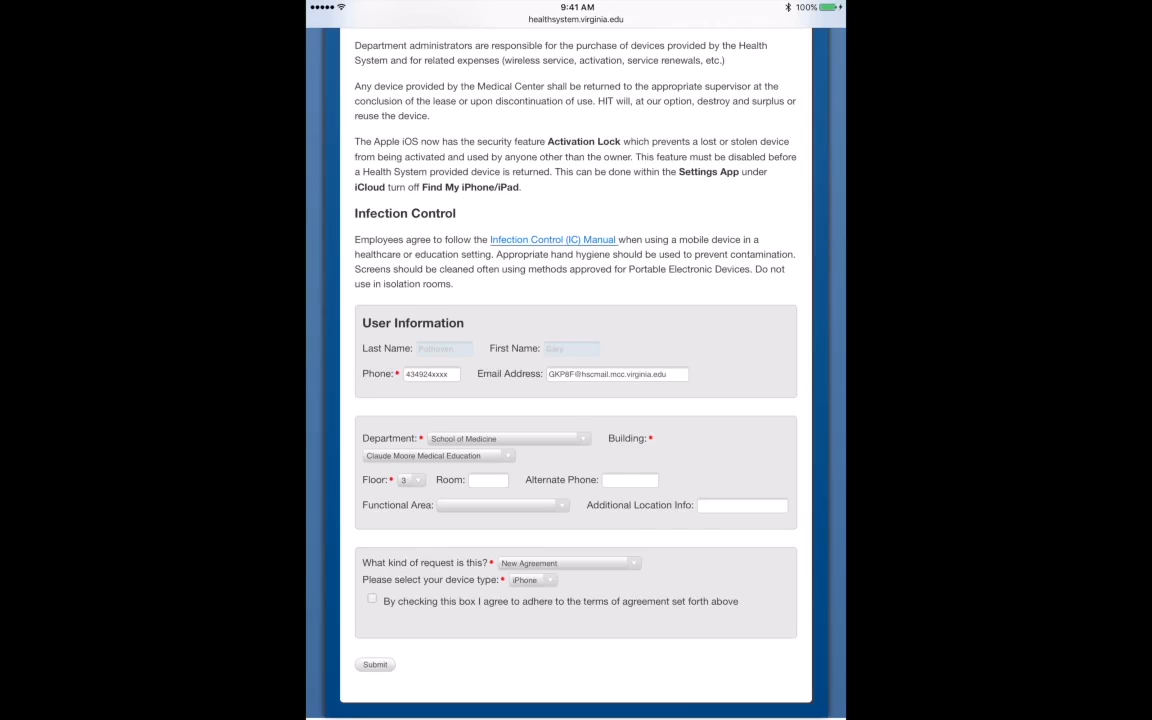 9:41 AM
100%
healthsystem.virginia.edu
Department administrators are responsible for the purchase of devices provided by the Health
System and for related expenses (wireless service, activation, service renewals, etc.)
Any device provided by the Medical Center shall be returned to the appropriate supervisor at the
conclusion of the lease or upon discontinuation of use. HIT will, at our option, destroy and surplus or
reuse the device.
The Apple iOS now has the security feature Activation Lock which prevents a lost or stolen device
from being activated and used by anyone other than the owner. This feature must be disabled before
a Health System provided device is returned. This can be done within the Settings App under
iCloud turn off Find My iPhone/iPad.
Infection Control
Employees agree to follow the Infection Control (IC) Manual when using a mobile device in a
healthcare or education setting. Appropriate hand hygiene should be used to prevent contamination.
Screens should be cleaned often using methods approved for Portable Electronic Devices. Do not
use in isolation rooms.
User Information
Last Name: First Name: Gary
Phone:* 434924xxxx Email Address: GKP8F@hscmail.mcc.virginia.edu
Department:* School of Medicine Building:*
Claude Moore Medical Education
Floor:* 3 Room: Alternate Phone:
Functional Area: Additional Location Info:
What kind of request is this?* New Agreement
Please select your device type:* iPhone
By checking this box I agree to adhere to the terms of agreement set forth above
Submit